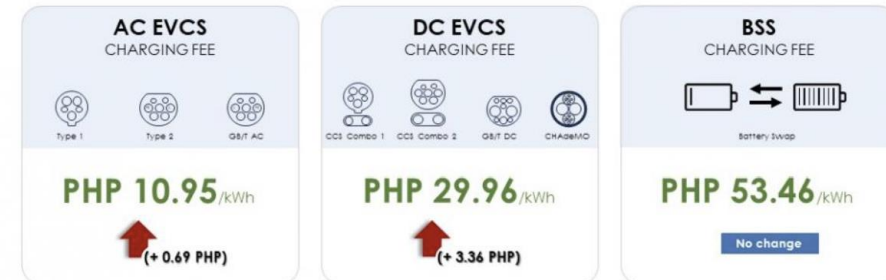 AC EVCS
CHARGING FEE
Type 1
Type 2
GB/T AC
PHP 10.95/kWh
(+ 0.69 PHP)
DC EVCS
CHARGING FEE
CCS Combo 1
CCS Combo 2
GB/T DC
CHAdeMO
PHP 29.96/kWh
(+ 3.36 PHP)
BSS
CHARGING FEE
Battery Swap
PHP 53.46/kWh
No change